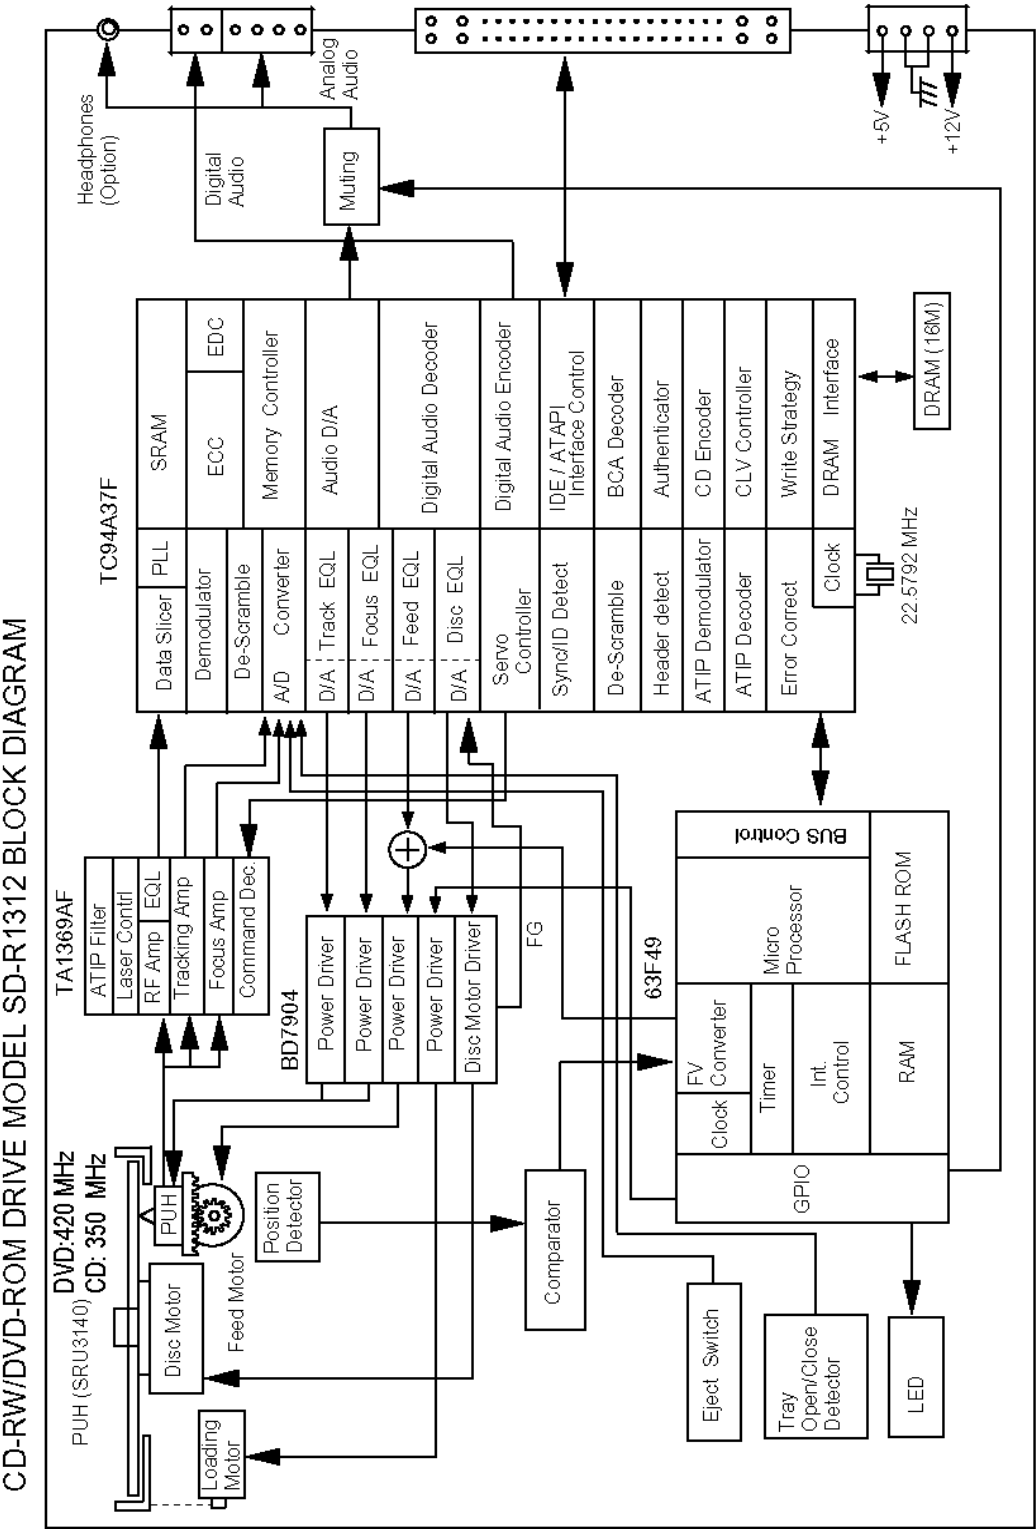 CD-RW/DVD-ROM DRIVE MODEL SD-R1312 BLOCK DIAGRAM
PUH (SRU3140)
DVD:420 MHz
CD: 350 MHz
PUH
Disc Motor
Feed Motor
Loading
Motor
Position
Detector
TA1369AF
ATIP Filter
Laser Contrl
RF Amp
EQL
Tracking Amp
Focus Amp
Command Dec.
BD7904
Power Driver
Power Driver
Power Driver
Power Driver
Disc Motor Driver
FG
Comparator
Eject Switch
Tray
Open/Close
Detector
LED
63F49
GPIO
Clock
FV
Converter
Timer
Int.
Control
RAM
Micro
Processor
BUS Control
FLASH ROM
TC94A37F
Data Slicer
PLL
SRAM
Demodulator
De-Scramble
ECC
EDC
A/D
Converter
Memory Controller
D/A
Track EQL
D/A
Focus EQL
Audio D/A
D/A
Feed EQL
D/A
Disc EQL
Digital Audio Decoder
Servo
Controller
Digital Audio Encoder
Sync/ID Detect
IDE / ATAPI
Interface Control
De-Scramble
BCA Decoder
Header detect
Authenticator
ATIP Demodulator
CD Encoder
ATIP Decoder
CLV Controller
Error Correct
Write Strategy
Clock
DRAM Interface
22.5792 MHz
DRAM (16M)
Muting
Headphones
(Option)
Digital
Audio
Analog
Audio
+5V
+12V